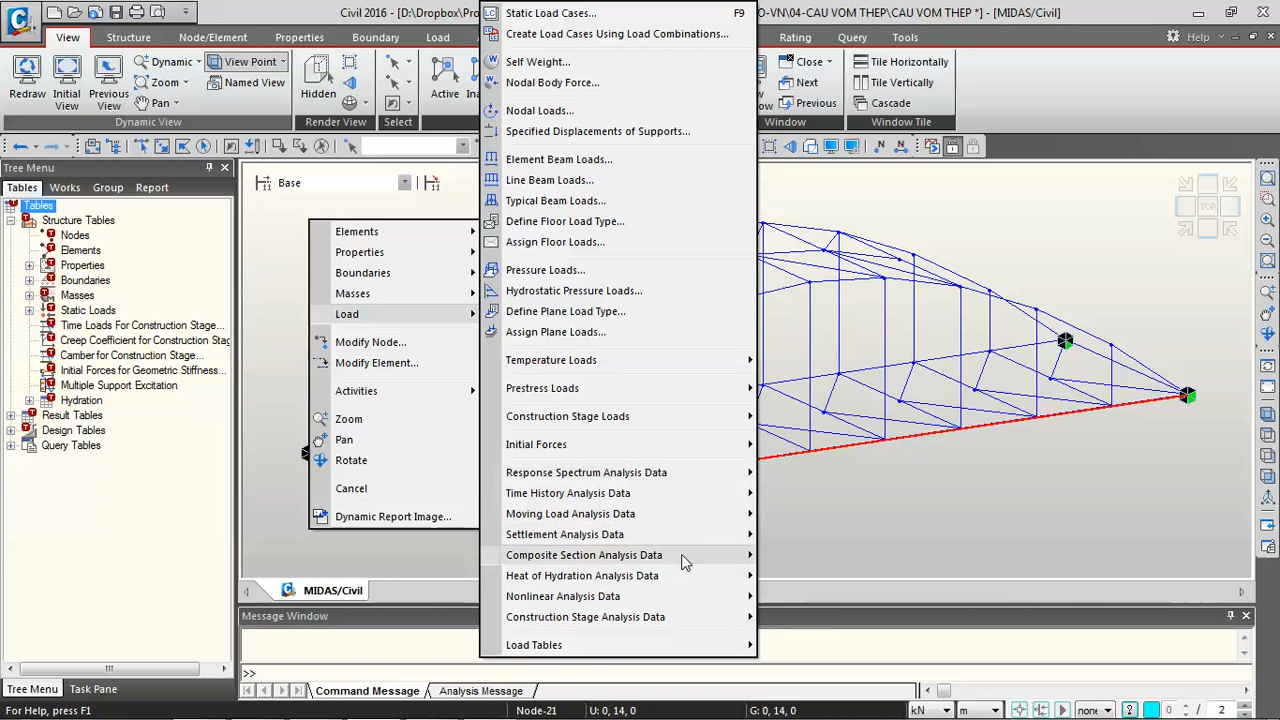 Civil 2016 - [D:\Dropbox\Pro
O-VN\04-CAU VOM THEP\CAU VOM THEP *] - [MIDAS/Civil]
View
Structure
Node/Element
Properties
Boundary
Load
Rating
Query
Tools
Help
Redraw
Initial View
Previous View
Dynamic
Zoom
Pan
View Point
Named View
Dynamic View
Hidden
Render View
Select
Active
Close
Next
Previous
Window
Tile Horizontally
Tile Vertically
Cascade
Window Tile
Tree Menu
Tables
Works
Group
Report
Tables
Structure Tables
Nodes
Elements
Properties
Boundaries
Masses
Static Loads
Time Loads For Construction Stage...
Creep Coefficient for Construction Stag
Camber for Construction Stage...
Initial Forces for Geometric Stiffness...
Multiple Support Excitation
Hydration
Result Tables
Design Tables
Query Tables
Base
Elements
Properties
Boundaries
Masses
Load
Modify Node...
Modify Element...
Activities
Zoom
Pan
Rotate
Cancel
Dynamic Report Image...
Static Load Cases... F9
Create Load Cases Using Load Combinations...
Self Weight...
Nodal Body Force...
Nodal Loads...
Specified Displacements of Supports...
Element Beam Loads...
Line Beam Loads...
Typical Beam Loads...
Define Floor Load Type...
Assign Floor Loads...
Pressure Loads...
Hydrostatic Pressure Loads...
Define Plane Load Type...
Assign Plane Loads...
Temperature Loads
Prestress Loads
Construction Stage Loads
Initial Forces
Response Spectrum Analysis Data
Time History Analysis Data
Moving Load Analysis Data
Settlement Analysis Data
Composite Section Analysis Data
Heat of Hydration Analysis Data
Nonlinear Analysis Data
Construction Stage Analysis Data
Load Tables
TOP
MIDAS/Civil
Message Window
>>
Command Message
Analysis Message
Tree Menu
Task Pane
For Help, press F1
Node-21
U: 0, 14, 0
G: 0, 14, 0
kN
m
none
0
/ 2